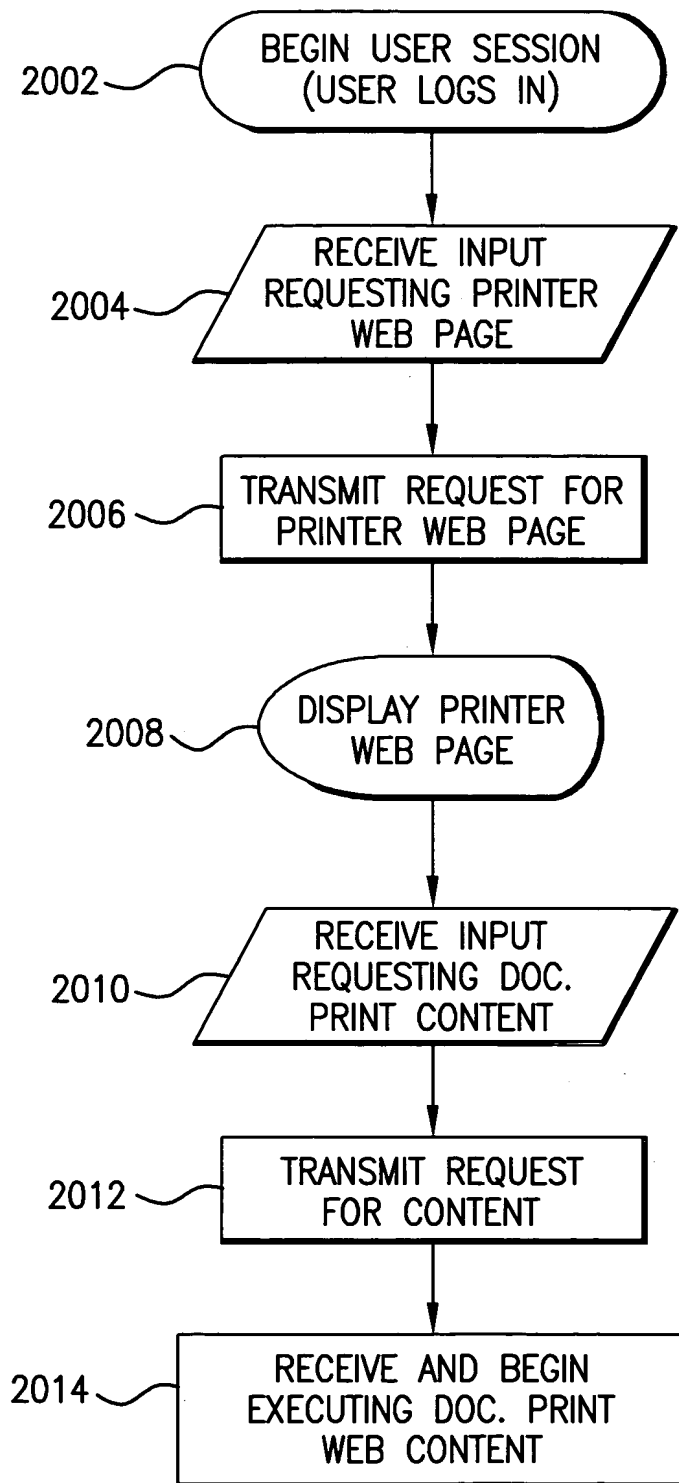 2002
BEGIN USER SESSION
(USER LOGS IN)
2004
RECEIVE INPUT
REQUESTING PRINTER
WEB PAGE
2006
TRANSMIT REQUEST FOR
PRINTER WEB PAGE
2008
DISPLAY PRINTER
WEB PAGE
2010
RECEIVE INPUT
REQUESTING DOC.
PRINT CONTENT
2012
TRANSMIT REQUEST
FOR CONTENT
2014
RECEIVE AND BEGIN
EXECUTING DOC. PRINT
WEB CONTENT